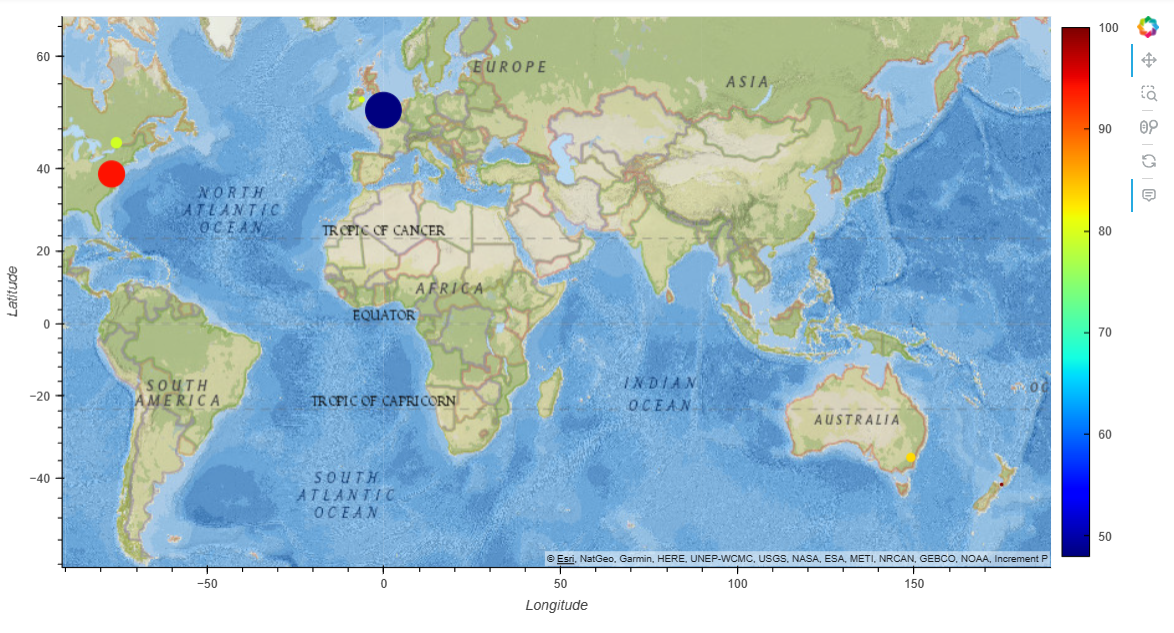 60
40
20
0
−20
−40
Latitude
EUROPE
ASIA
NORTH
ATLANTIC
OCEAN
TROPIC OF CANCER
AFRICA
EQUATOR
SOUTH
AMERICA
INDIAN
OCEAN
TROPIC OF CAPRICORN
AUSTRALIA
OC
SOUTH
ATLANTIC
OCEAN
© Esri, NatGeo, Garmin, HERE, UNEP-WCMC, USGS, NASA, ESA, METI, NRCAN, GEBCO, NOAA, Increment P
−50
0
50
100
150
Longitude
100
90
80
70
60
50